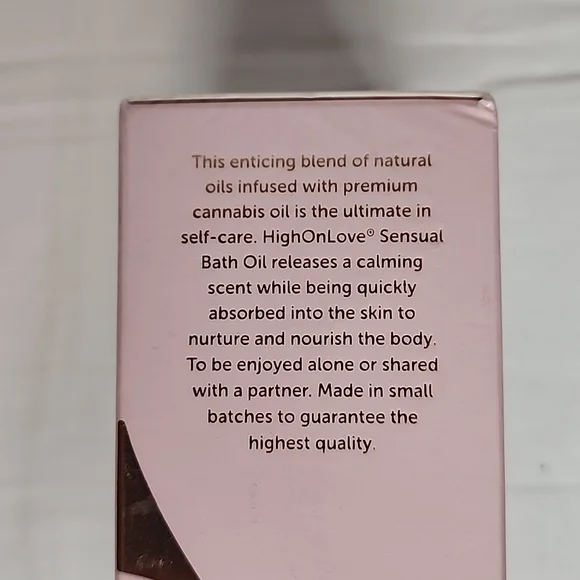 This enticing blend of natural
oils infused with premium
cannabis oil is the ultimate in
self-care. HighOnLove® Sensual
Bath Oil releases a calming
scent while being quickly
absorbed into the skin to
nurture and nourish the body.
To be enjoyed alone or shared
with a partner. Made in small
batches to guarantee the
highest quality.